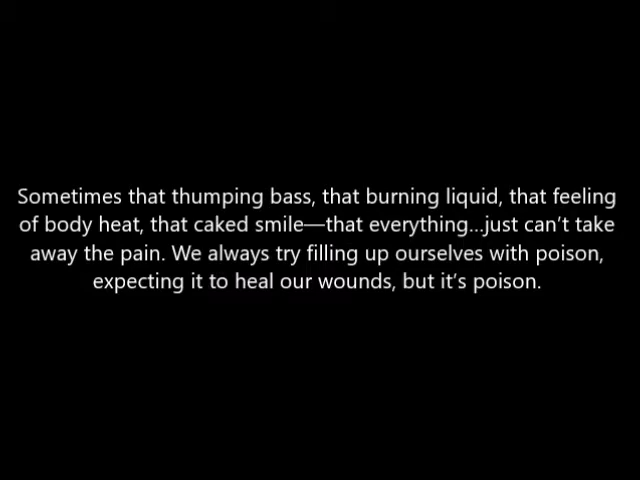 Sometimes that thumping bass, that burning liquid, that feeling
of body heat, that caked smile—that everything...just can't take
away the pain. We always try filling up ourselves with poison,
expecting it to heal our wounds, but it's poison.